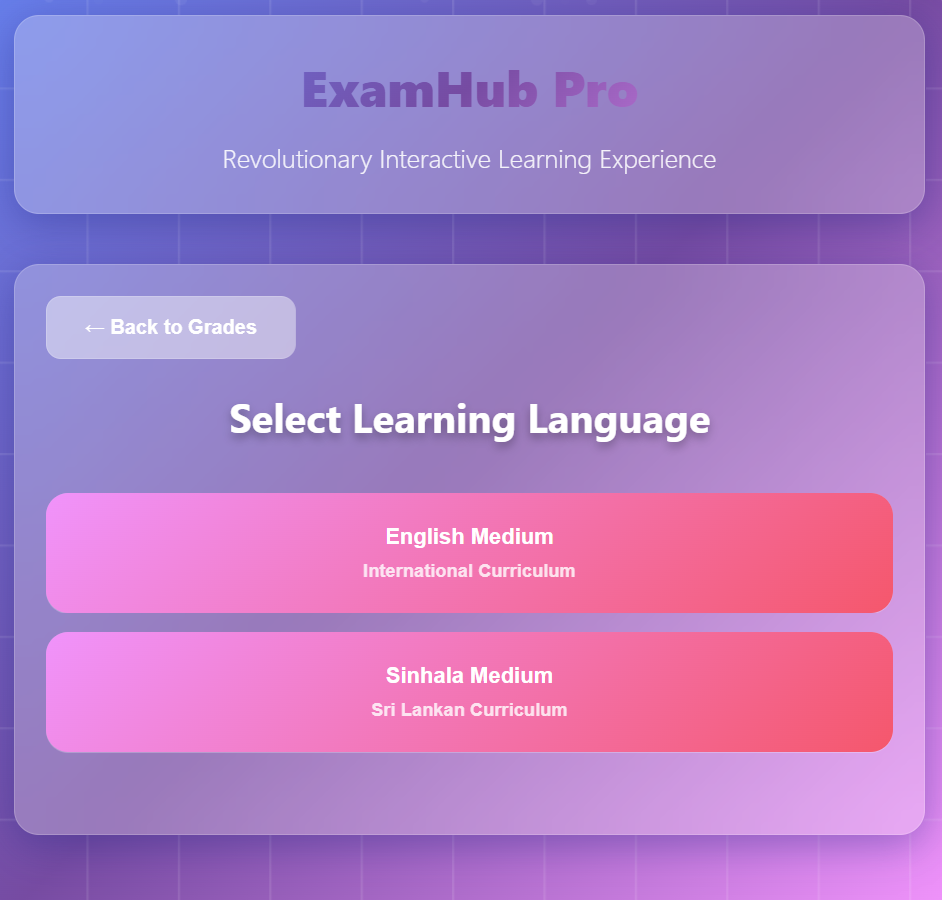 ExamHub Pro
Revolutionary Interactive Learning Experience
← Back to Grades
Select Learning Language
English Medium
International Curriculum
Sinhala Medium
Sri Lankan Curriculum